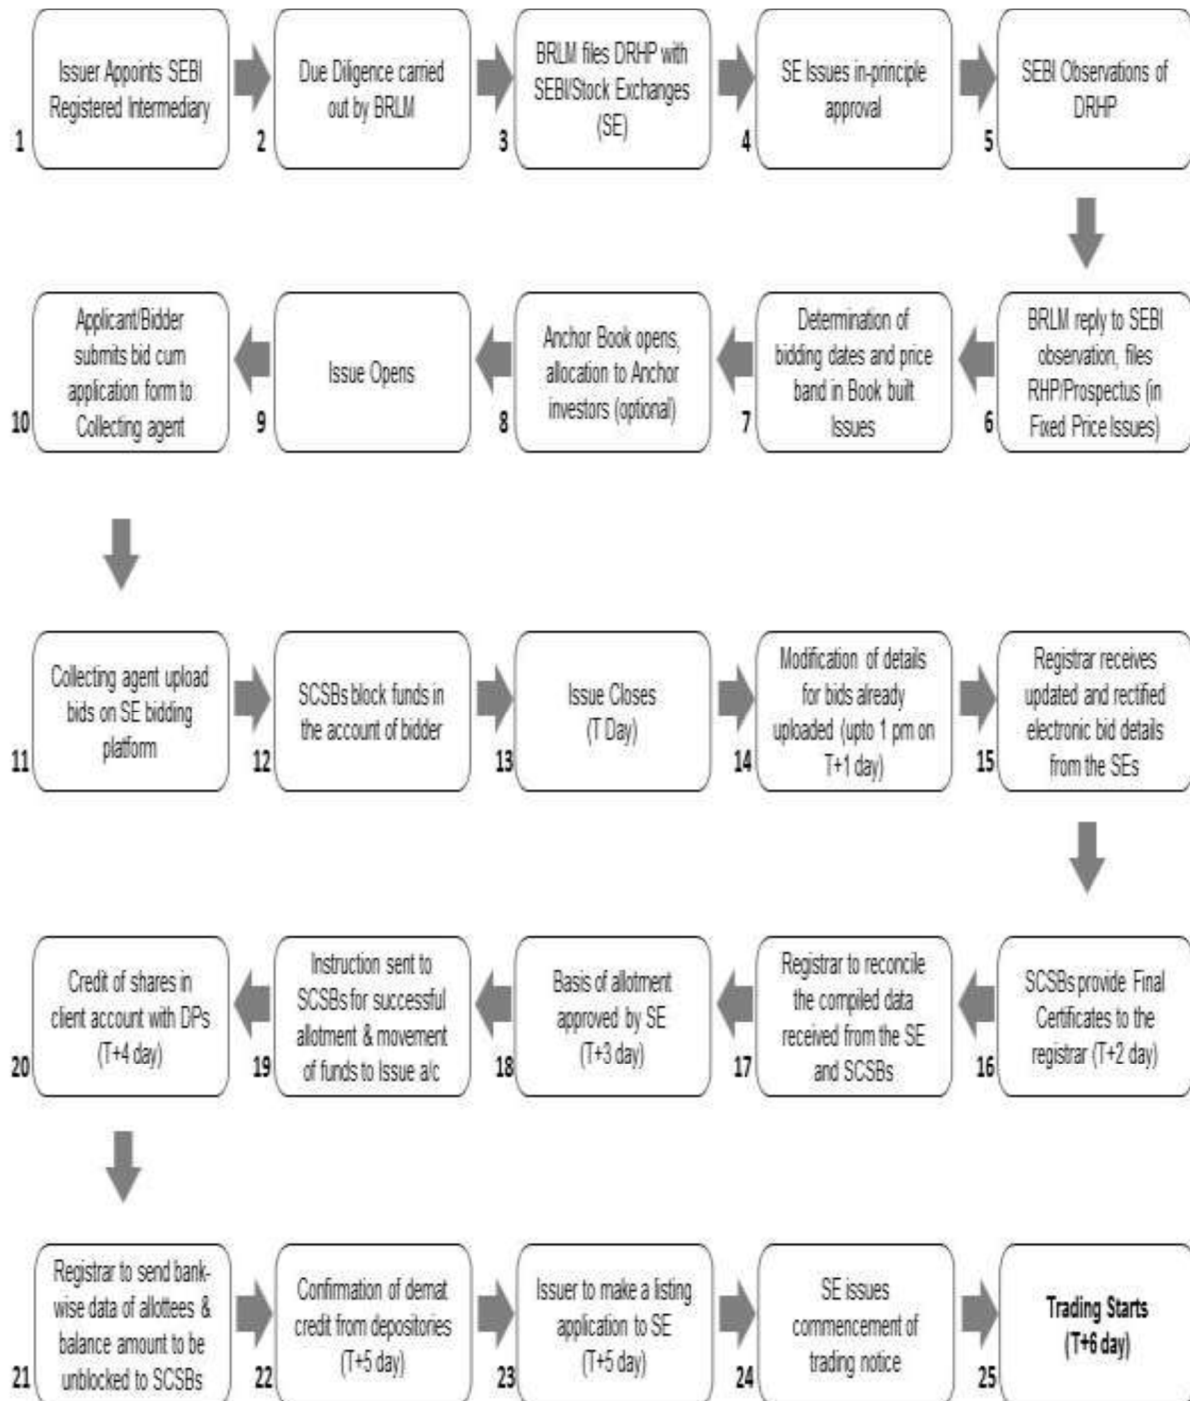 1
Issuer Appoints SEBI
Registered Intermediary
2
Due Diligence carried
out by BRLM
3
BRLM files DRHP with
SEBI/Stock Exchanges
(SE)
4
SE Issues in-principle
approval
5
SEBI Observations of
DRHP
6
BRLM reply to SEBI
observation, files
RHP/Prospectus (in
Fixed Price Issues)
7
Determination of
bidding dates and price
band in Book built
Issues
8
Anchor Book opens,
allocation to Anchor
investors (optional)
9
Issue Opens
10
Applicant/Bidder
submits bid cum
application form to
Collecting agent
11
Collecting agent upload
bids on SE bidding
platform
12
SCSBs block funds in
the account of bidder
13
Issue Closes
(T Day)
14
Modification of details
for bids already
uploaded (upto 1 pm on
T+1 day)
15
Registrar receives
updated and rectified
electronic bid details
from the SEs
16
SCSBs provide Final
Certificates to the
registrar (T+2 day)
17
Registrar to reconcile
the compiled data
received from the SE
and SCSBs
18
Basis of allotment
approved by SE
(T+3 day)
19
Instruction sent to
SCSBs for successful
allotment & movement
of funds to Issue a/c
20
Credit of shares in
client account with DPs
(T+4 day)
21
Registrar to send bank-
wise data of allottees &
balance amount to be
unblocked to SCSBs
22
Confirmation of demat
credit from depositories
(T+5 day)
23
Issuer to make a listing
application to SE
(T+5 day)
24
SE issues
commencement of
trading notice
25
Trading Starts
(T+6 day)